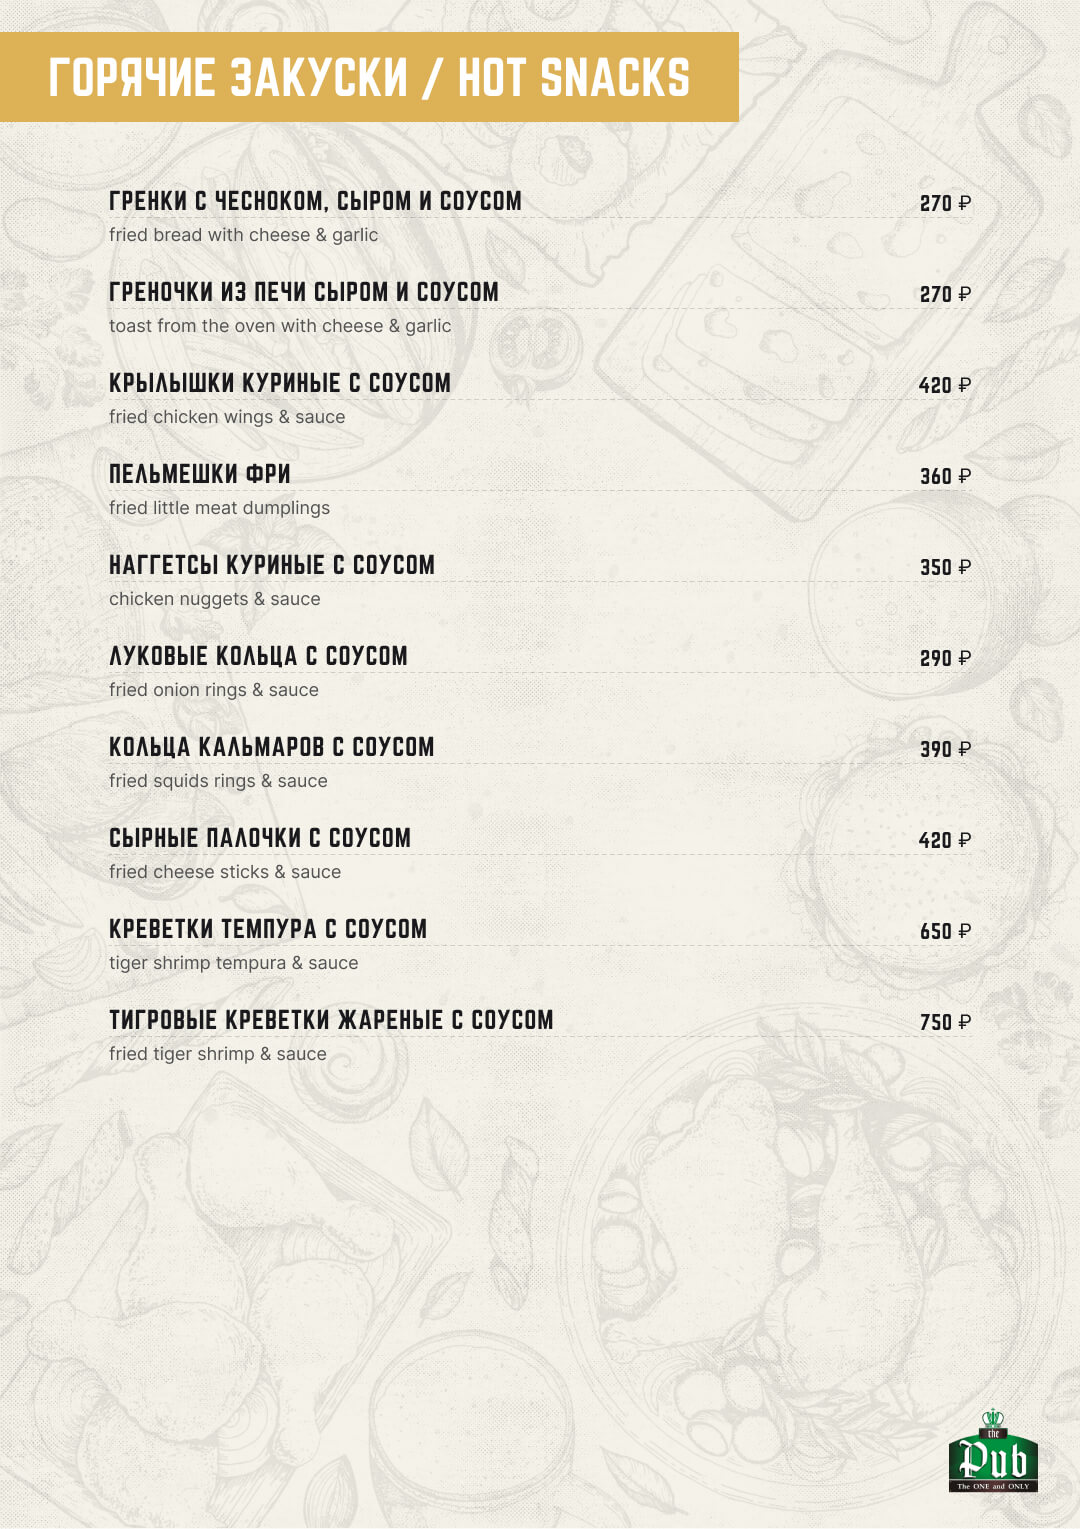 ГОРЯЧИЕ ЗАКУСКИ / HOT SNACKS
ГРЕНКИ С ЧЕСНОКОМ, СЫРОМ И СОУСОМ 270 ₽
fried bread with cheese & garlic
ГРЕНОЧКИ ИЗ ПЕЧИ СЫРОМ И СОУСОМ 270 ₽
toast from the oven with cheese & garlic
КРЫЛЫШКИ КУРИНЫЕ С СОУСОМ 420 ₽
fried chicken wings & sauce
ПЕЛЬМЕШКИ ФРИ 360 ₽
fried little meat dumplings
НАГГЕТСЫ КУРИНЫЕ С СОУСОМ 350 ₽
chicken nuggets & sauce
ЛУКОВЫЕ КОЛЬЦА С СОУСОМ 290 ₽
fried onion rings & sauce
КОЛЬЦА КАЛЬМАРОВ С СОУСОМ 390 ₽
fried squids rings & sauce
СЫРНЫЕ ПАЛОЧКИ С СОУСОМ 420 ₽
fried cheese sticks & sauce
КРЕВЕТКИ ТЕМПУРА С СОУСОМ 650 ₽
tiger shrimp tempura & sauce
ТИГРОВЫЕ КРЕВЕТКИ ЖАРЕНЫЕ С СОУСОМ 750 ₽
fried tiger shrimp & sauce
the
Pub
The ONE and ONLY